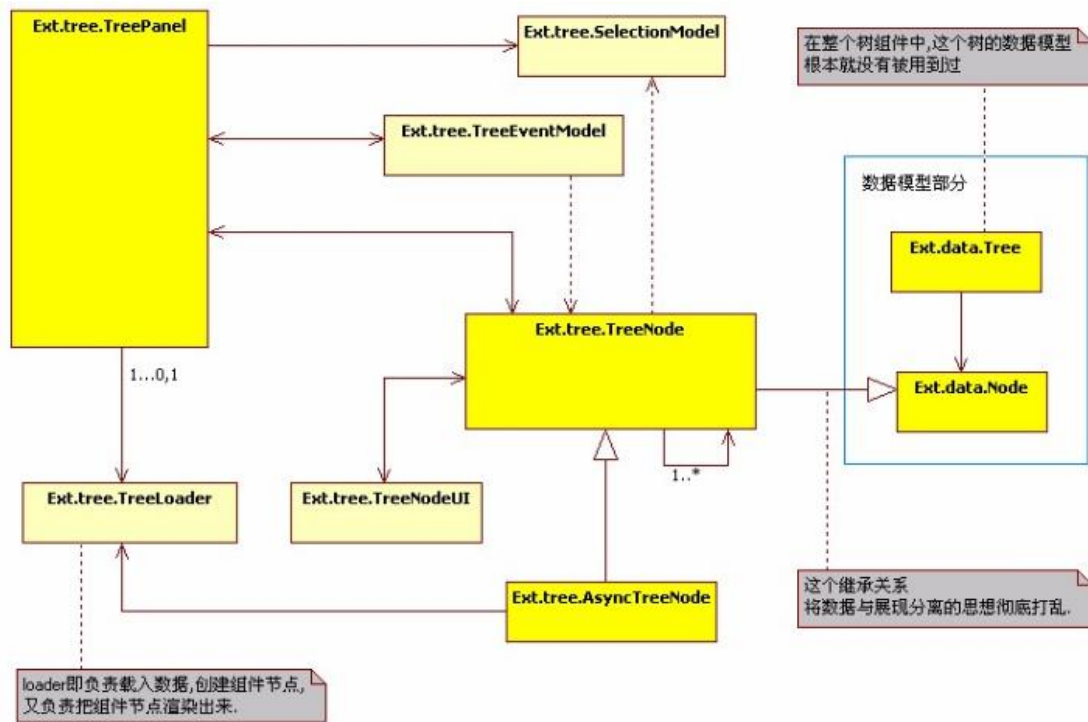 Ext.tree.TreePanel
Ext.tree.SelectionModel
在整个树组件中,这个树的数据模型
根本就没有被用到过
Ext.tree.TreeEventModel
数据模型部分
Ext.data.Tree
Ext.tree.TreeNode
1...0,1
Ext.data.Node
1..*
Ext.tree.TreeLoader
Ext.tree.TreeNodeUI
Ext.tree.AsyncTreeNode
这个继承关系
将数据与展现分离的思想彻底打乱.
loader即负责载入数据,创建组件节点,
又负责把组件节点渲染出来.